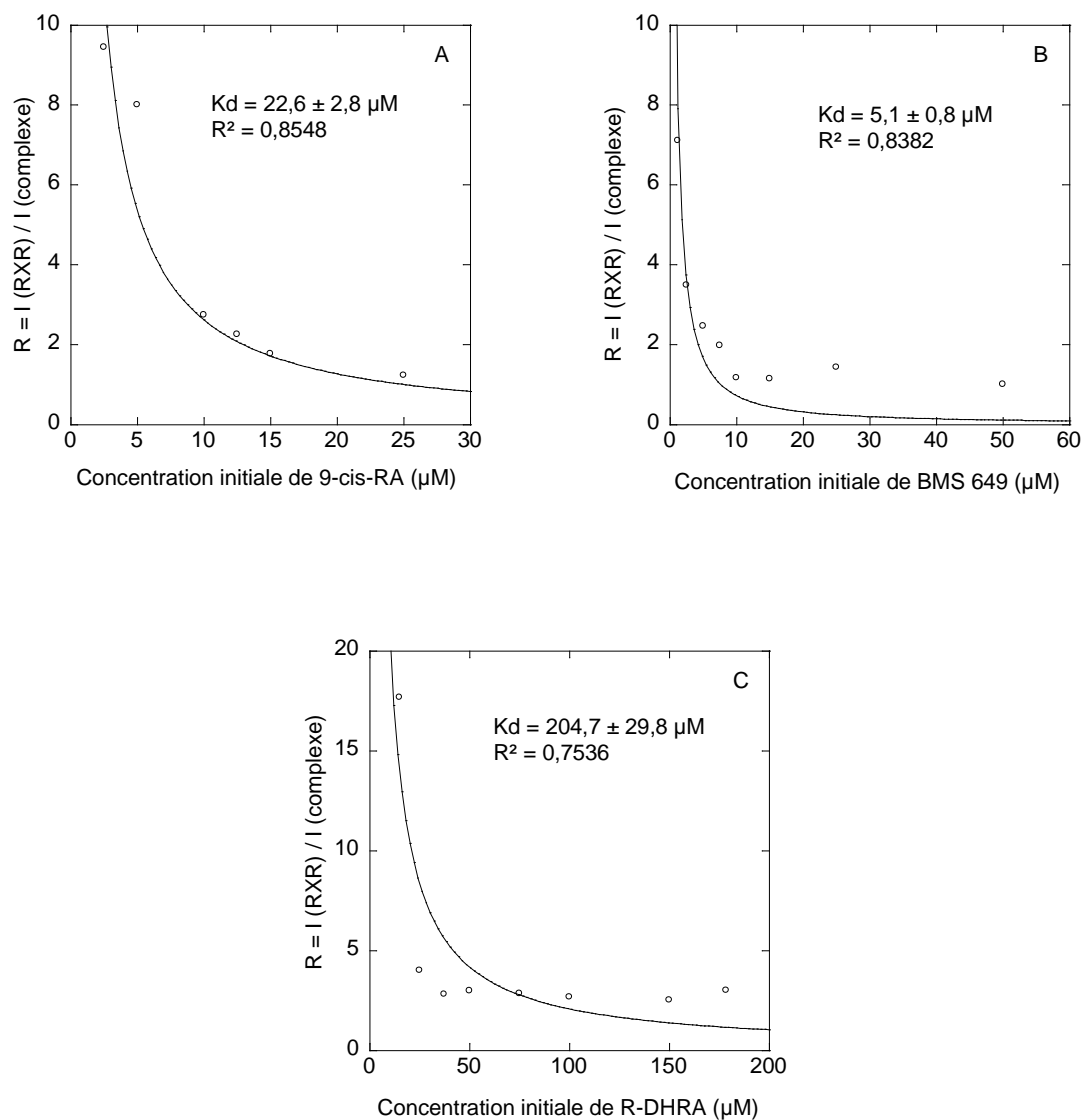 A
Kd = 22,6 ± 2,8 µM
R² = 0,8548
R = I (RXR) / I (complexe)
10
8
6
4
2
0
0 5 10 15 20 25 30
Concentration initiale de 9-cis-RA (µM)
B
Kd = 5,1 ± 0,8 µM
R² = 0,8382
R = I (RXR) / I (complexe)
10
8
6
4
2
0
0 10 20 30 40 50 60
Concentration initiale de BMS 649 (µM)
C
Kd = 204,7 ± 29,8 µM
R² = 0,7536
R = I (RXR) / I (complexe)
20
15
10
5
0
0 50 100 150 200
Concentration initiale de R-DHRA (µM)